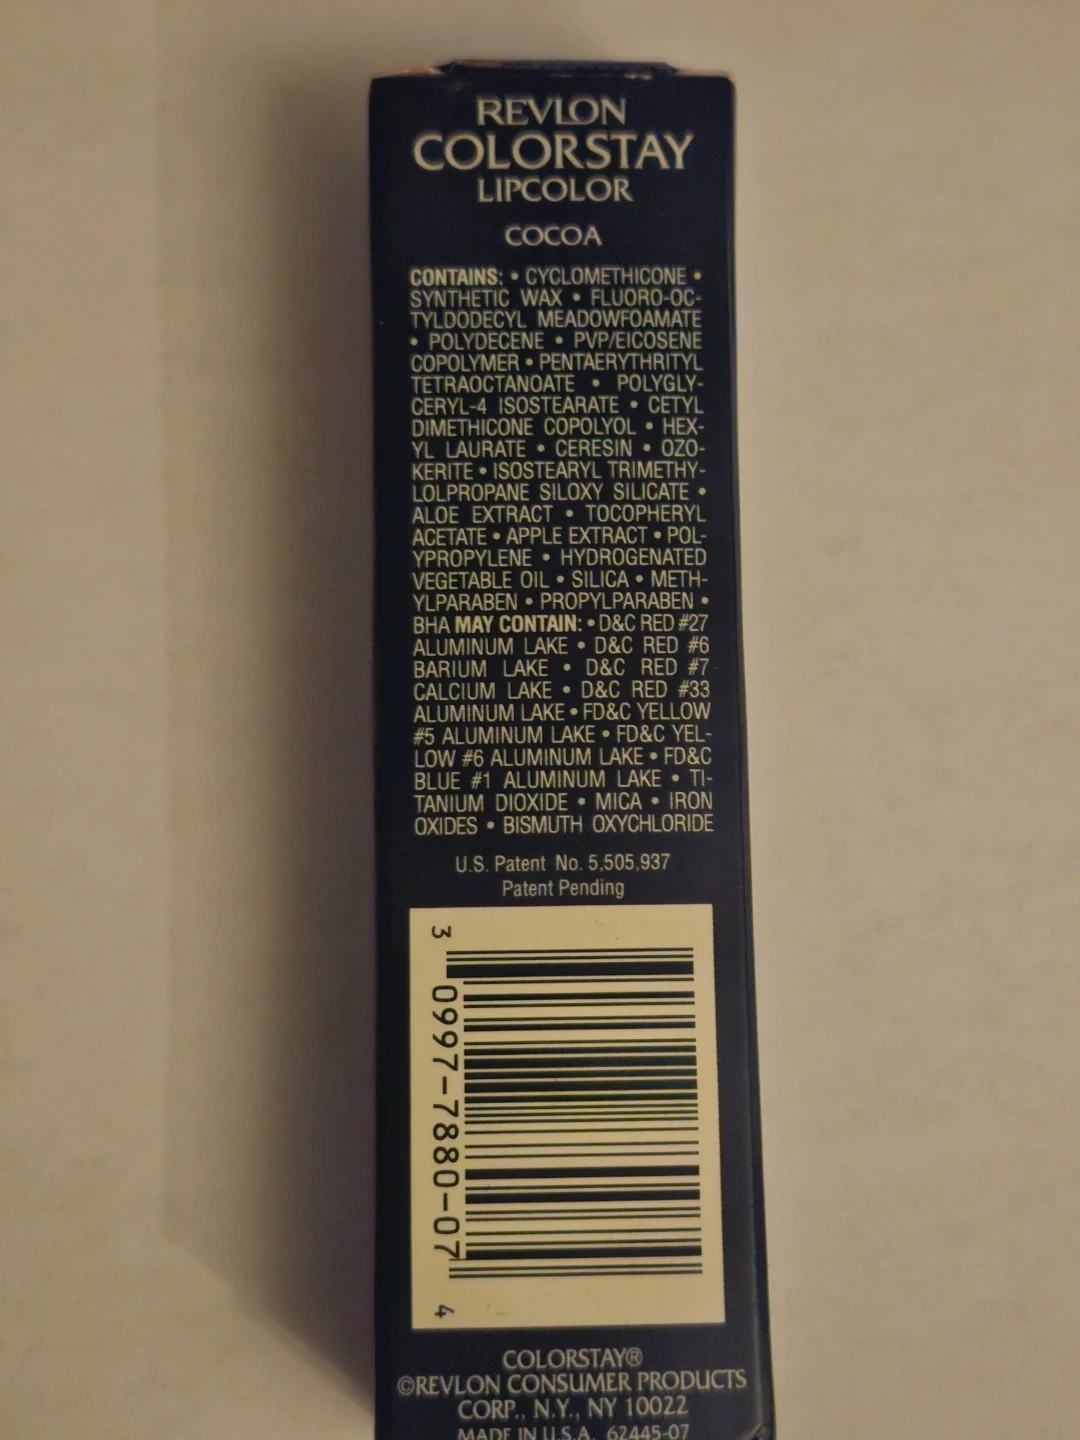 REVLON
COLORSTAY
LIPCOLOR
COCOA
CONTAINS: • CYCLOMETHICONE •
SYNTHETIC WAX • FLUORO-OC-
TYLDODECYL MEADOWFOAMATE
• POLYDECENE • PVP/EICOSENE
COPOLYMER • PENTAERYTHRITYL
TETRAOCTANOATE • POLYGLY-
CERYL-4 ISOSTEARATE • CETYL
DIMETHICONE COPOLYOL • HEX-
YL LAURATE • CERESIN • OZO-
KERITE • ISOSTEARYL TRIMETHY-
LOLPROPANE SILOXY SILICATE •
ALOE EXTRACT • TOCOPHERYL
ACETATE • APPLE EXTRACT • POL-
YPROPYLENE • HYDROGENATED
VEGETABLE OIL • SILICA • METH-
YLPARABEN • PROPYLPARABEN •
BHA MAY CONTAIN: • D&C RED #27
ALUMINUM LAKE • D&C RED #6
BARIUM LAKE • D&C RED #7
CALCIUM LAKE • D&C RED #33
ALUMINUM LAKE • FD&C YELLOW
#5 ALUMINUM LAKE • FD&C YEL-
LOW #6 ALUMINUM LAKE • FD&C
BLUE #1 ALUMINUM LAKE • TI-
TANIUM DIOXIDE • MICA • IRON
OXIDES • BISMUTH OXYCHLORIDE
U.S. Patent No. 5,505,937
Patent Pending
3 0997-7880-07 4
COLORSTAY®
©REVLON CONSUMER PRODUCTS
CORP., N.Y., NY 10022
MADE IN U.S.A. 62445-07